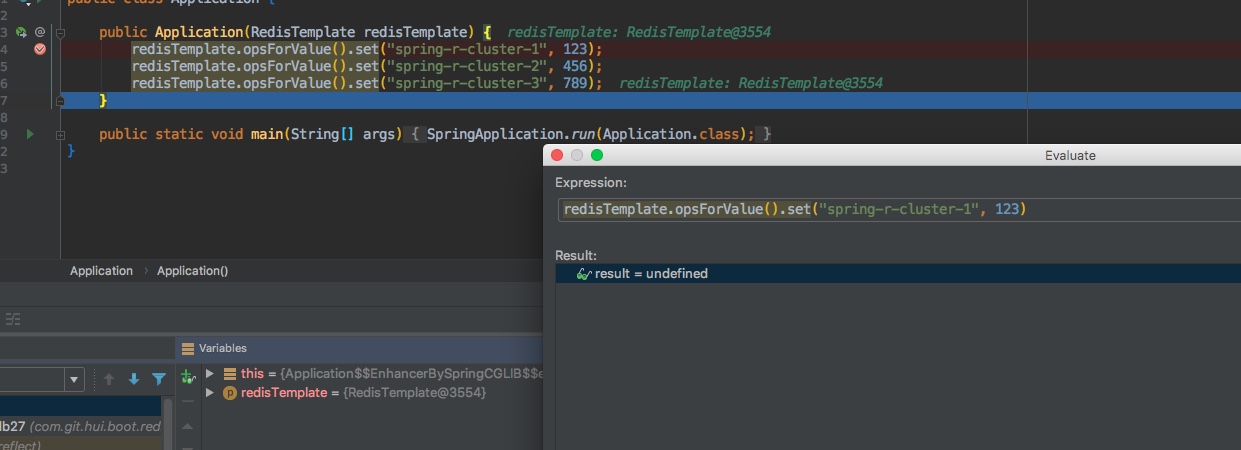 public class Application {
2
3 @ public Application(RedisTemplate redisTemplate) { redisTemplate: RedisTemplate@3554
4 redisTemplate.opsForValue().set("spring-r-cluster-1", 123);
5 redisTemplate.opsForValue().set("spring-r-cluster-2", 456);
6 redisTemplate.opsForValue().set("spring-r-cluster-3", 789); redisTemplate: RedisTemplate@3554
7 }
8
9 public static void main(String[] args) { SpringApplication.run(Application.class); }
2 }
3
Evaluate
Expression:
redisTemplate.opsForValue().set("spring-r-cluster-1", 123)
Result:
result = undefined
Application › Application()
Variables
this = {Application$$EnhancerBySpringCGLIB$$
p redisTemplate = {RedisTemplate@3554}
lb27 (com.git.hui.boot.red
reflect)